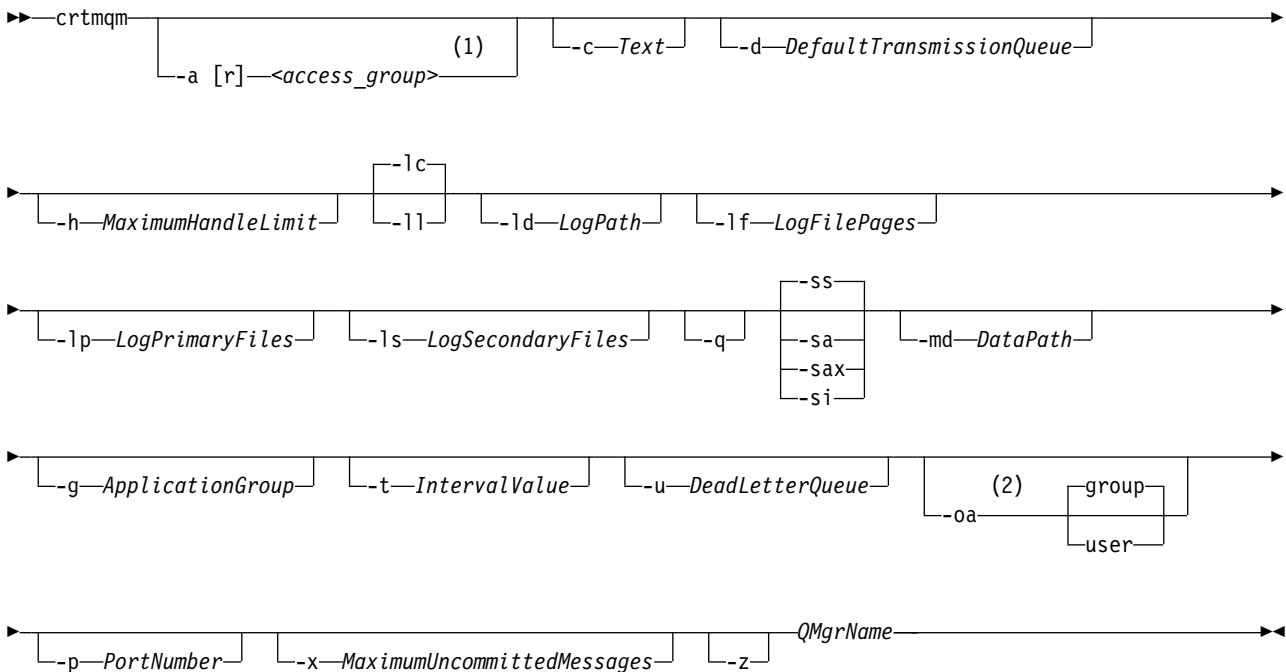 crtmqm
(1)
-a [r] <access_group>
-c Text
-d DefaultTransmissionQueue
-h MaximumHandleLimit
-lc
-ll
-ld LogPath
-lf LogFilePages
-lp LogPrimaryFiles
-ls LogSecondaryFiles
-q
-ss
-sa
-sax
-si
-md DataPath
-g ApplicationGroup
-t IntervalValue
-u DeadLetterQueue
(2)
-oa
group
user
-p PortNumber
-x MaximumUncommittedMessages
-z
QMgrName